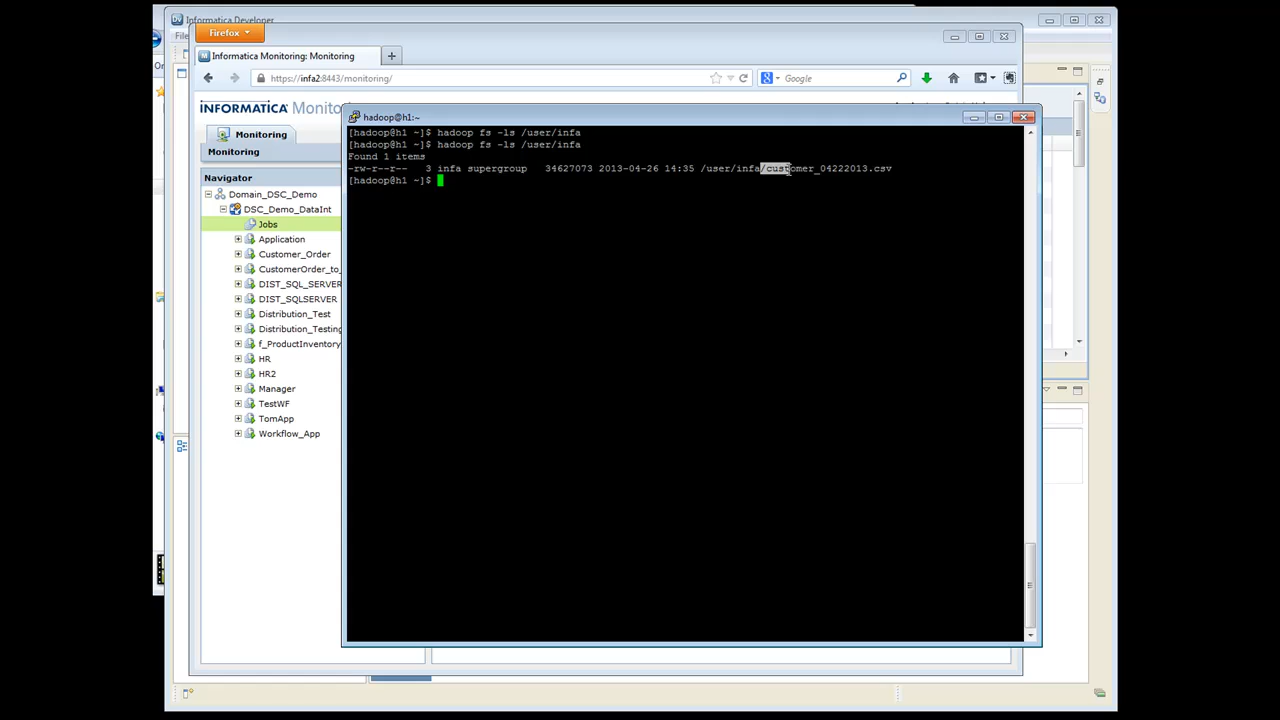 Informatica Developer
File
Firefox
Informatica Monitoring: Monitoring
https://infa2:8443/monitoring/
Google
INFORMATICA Monito
Monitoring
Monitoring
Navigator
Domain_DSC_Demo
DSC_Demo_DataInt
Jobs
Application
Customer_Order
CustomerOrder_to_
DIST_SQL_SERVER
DIST_SQLSERVER
Distribution_Test
Distribution_Testing
f_ProductInventory
HR
HR2
Manager
TestWF
TomApp
Workflow_App
hadoop@h1:~
[hadoop@h1 ~]$ hadoop fs -ls /user/infa
[hadoop@h1 ~]$ hadoop fs -ls /user/infa
Found 1 items
-rw-r--r-- 3 infa supergroup 34627073 2013-04-26 14:35 /user/infa/customer_04222013.csv
[hadoop@h1 ~]$